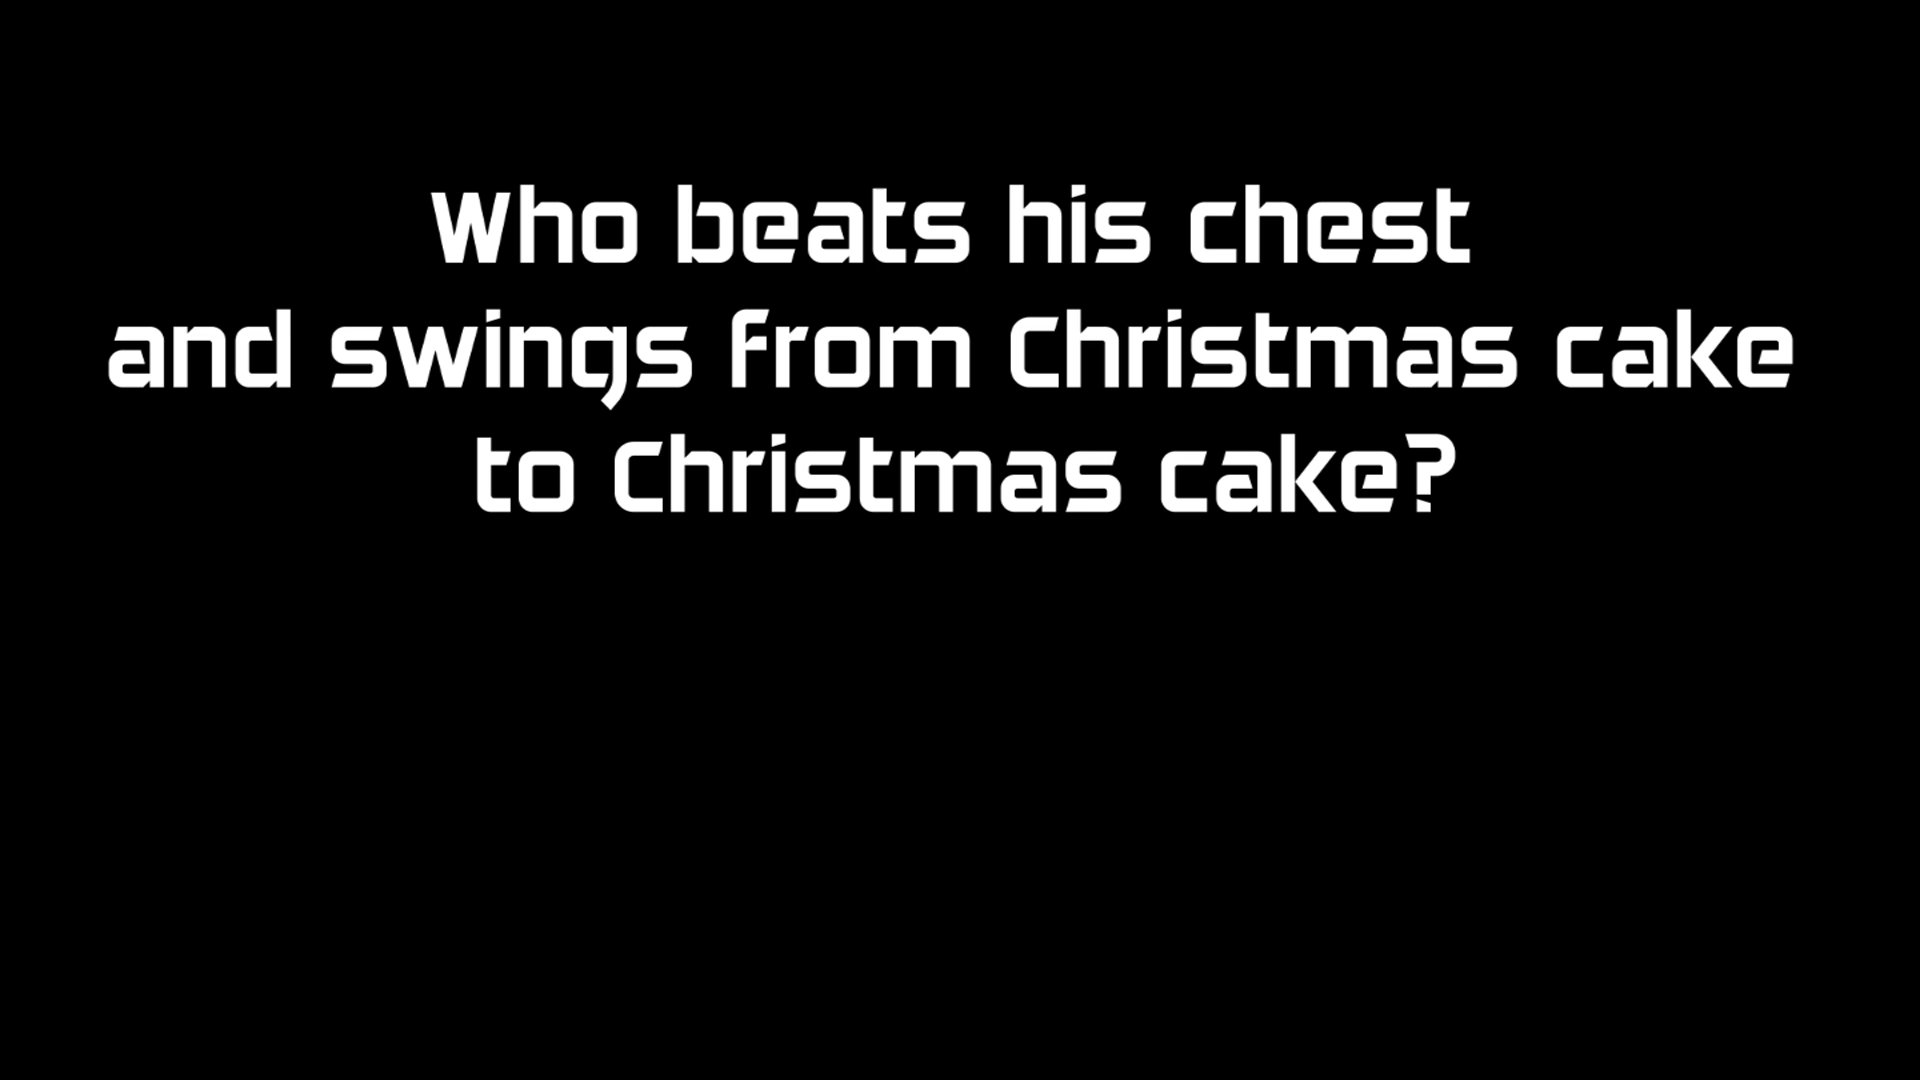 Who beats his chest
and swings from Christmas cake
to Christmas cake?